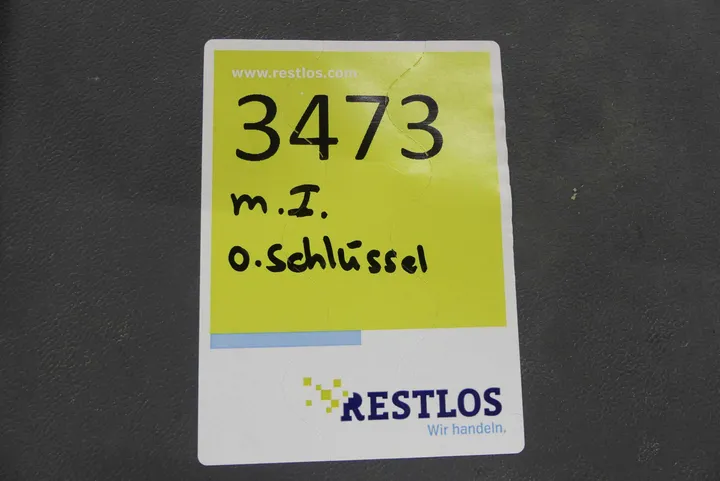 www.restlos.com
3473
m. I.
o. Schlüssel
RESTLOS
Wir handeln.